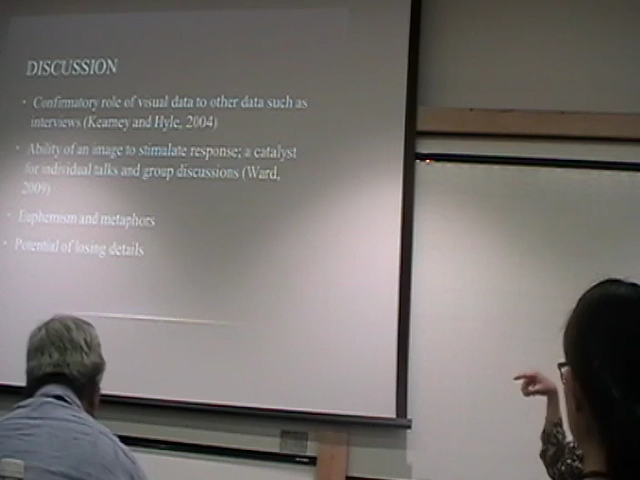 DISCUSSION
• Confirmatory role of visual data to other data such as
interviews (Kearney and Hyle, 2004)
• Ability of an image to stimalate response; a catalyst
for individual talks and group discussions (Ward,
2009)
• Euphemism and metaphors
• Potential of losing details